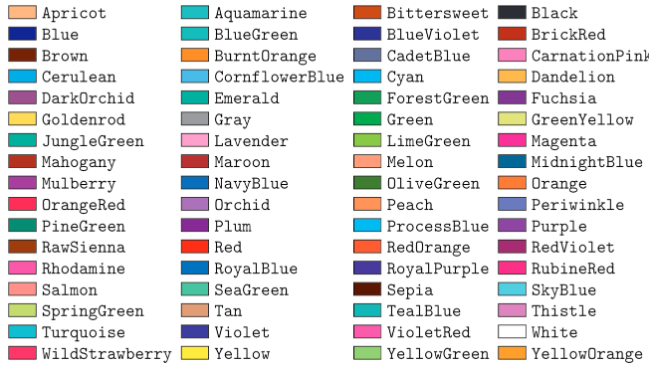 Apricot Aquamarine Bittersweet Black
Blue BlueGreen BlueViolet BrickRed
Brown BurntOrange CadetBlue CarnationPink
Cerulean CornflowerBlue Cyan Dandelion
DarkOrchid Emerald ForestGreen Fuchsia
Goldenrod Gray Green GreenYellow
JungleGreen Lavender LimeGreen Magenta
Mahogany Maroon Melon MidnightBlue
Mulberry NavyBlue OliveGreen Orange
OrangeRed Orchid Peach Periwinkle
PineGreen Plum ProcessBlue Purple
RawSienna Red RedOrange RedViolet
Rhodamine RoyalBlue RoyalPurple RubineRed
Salmon SeaGreen Sepia SkyBlue
SpringGreen Tan TealBlue Thistle
Turquoise Violet VioletRed White
WildStrawberry Yellow YellowGreen YellowOrange